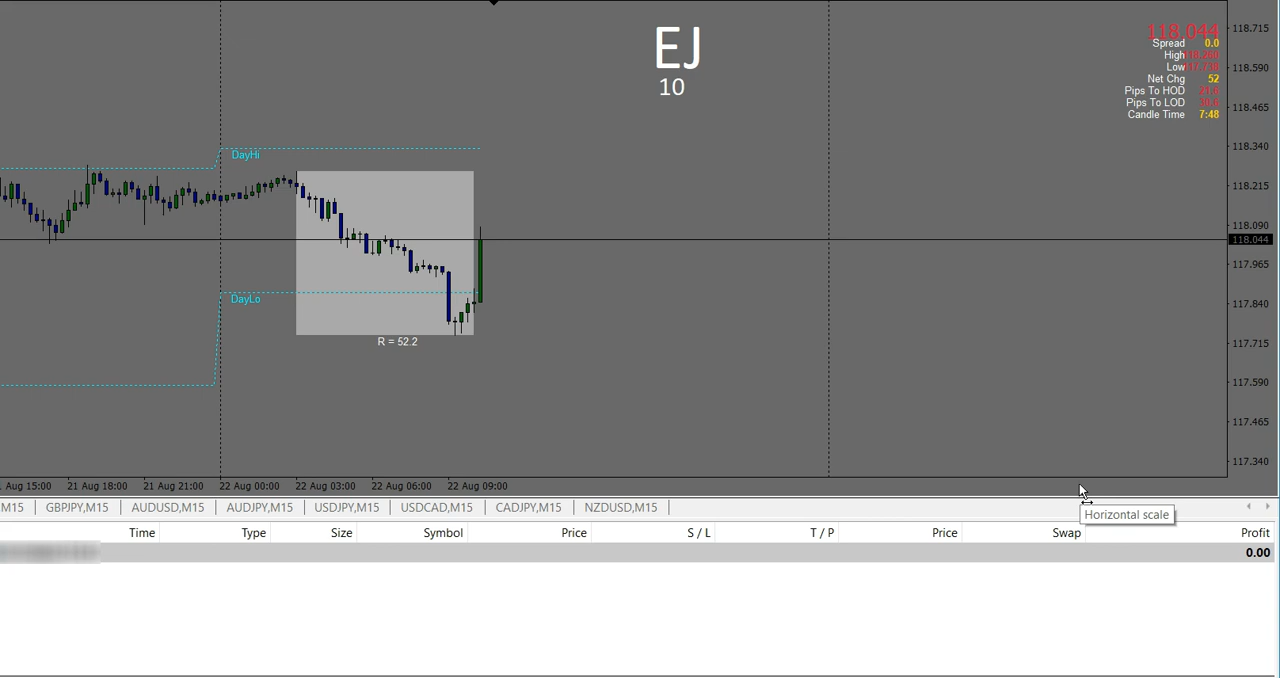 EJ
10
118.044
Spread 0.0
High
Low
Net Chg 52
Pips To HOD
Pips To LOD
Candle Time 7:48
118.715
118.590
118.465
118.340
118.215
118.090
118.044
117.965
117.840
117.715
117.590
117.465
117.340
DayHi
DayLo
R = 52.2
Aug 15:00 21 Aug 18:00 21 Aug 21:00 22 Aug 00:00 22 Aug 03:00 22 Aug 06:00 22 Aug 09:00
M15 GBPJPY,M15 AUDUSD,M15 AUDJPY,M15 USDJPY,M15 USDCAD,M15 CADJPY,M15 NZDUSD,M15
Horizontal scale
Time Type Size Symbol Price S / L T / P Price Swap Profit
0.00